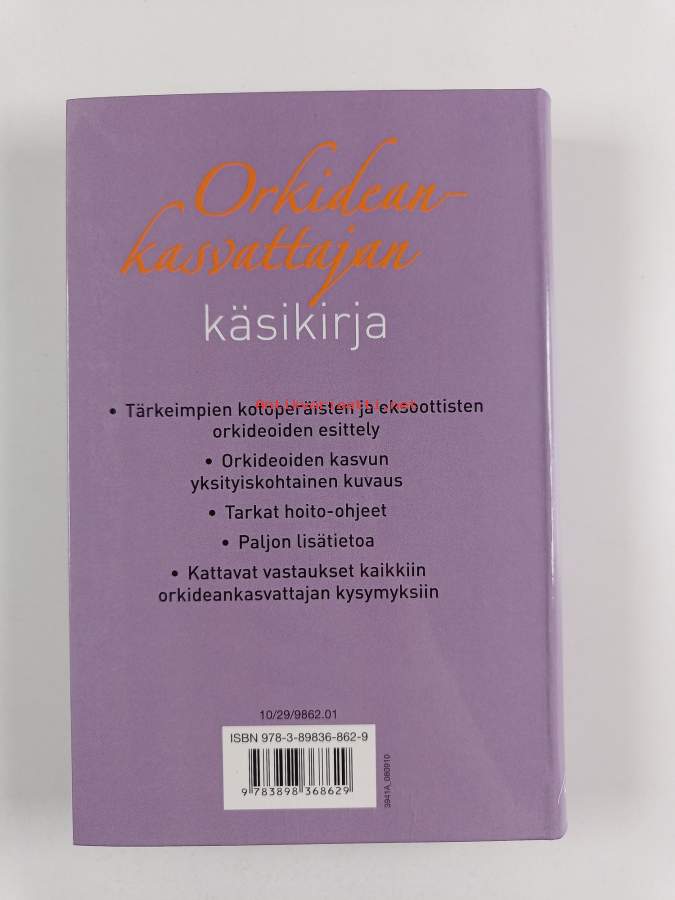 Orkidean-
kasvattajan
käsikirja
• Tärkeimpien kotoperäisten ja eksoottisten
orkideoiden esittely
• Orkideoiden kasvun
yksityiskohtainen kuvaus
• Tarkat hoito-ohjeet
• Paljon lisätietoa
• Kattavat vastaukset kaikkiin
orkideankasvattajan kysymyksiin
10/29/9862.01
ISBN 978-3-89836-862-9
9 783898 368629
3941A_080910